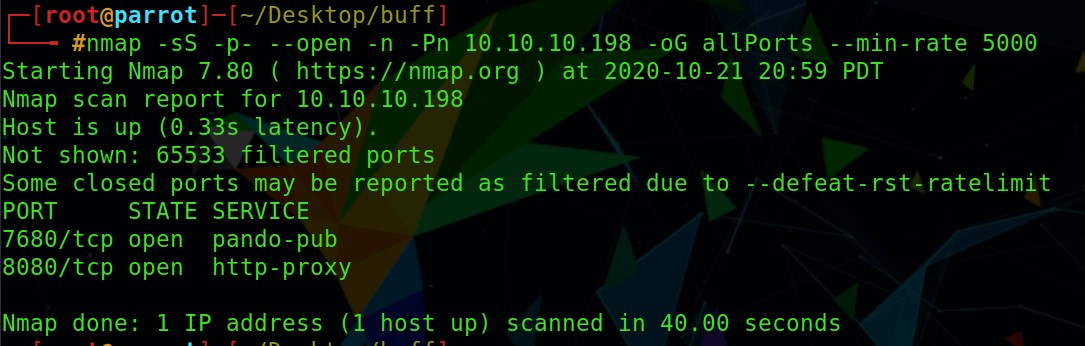 ┌─[root@parrot]─[~/Desktop/buff]
└──╼ #nmap -sS -p- --open -n -Pn 10.10.10.198 -oG allPorts --min-rate 5000
Starting Nmap 7.80 ( https://nmap.org ) at 2020-10-21 20:59 PDT
Nmap scan report for 10.10.10.198
Host is up (0.33s latency).
Not shown: 65533 filtered ports
Some closed ports may be reported as filtered due to --defeat-rst-ratelimit
PORT     STATE SERVICE
7680/tcp open  pando-pub
8080/tcp open  http-proxy
Nmap done: 1 IP address (1 host up) scanned in 40.00 seconds